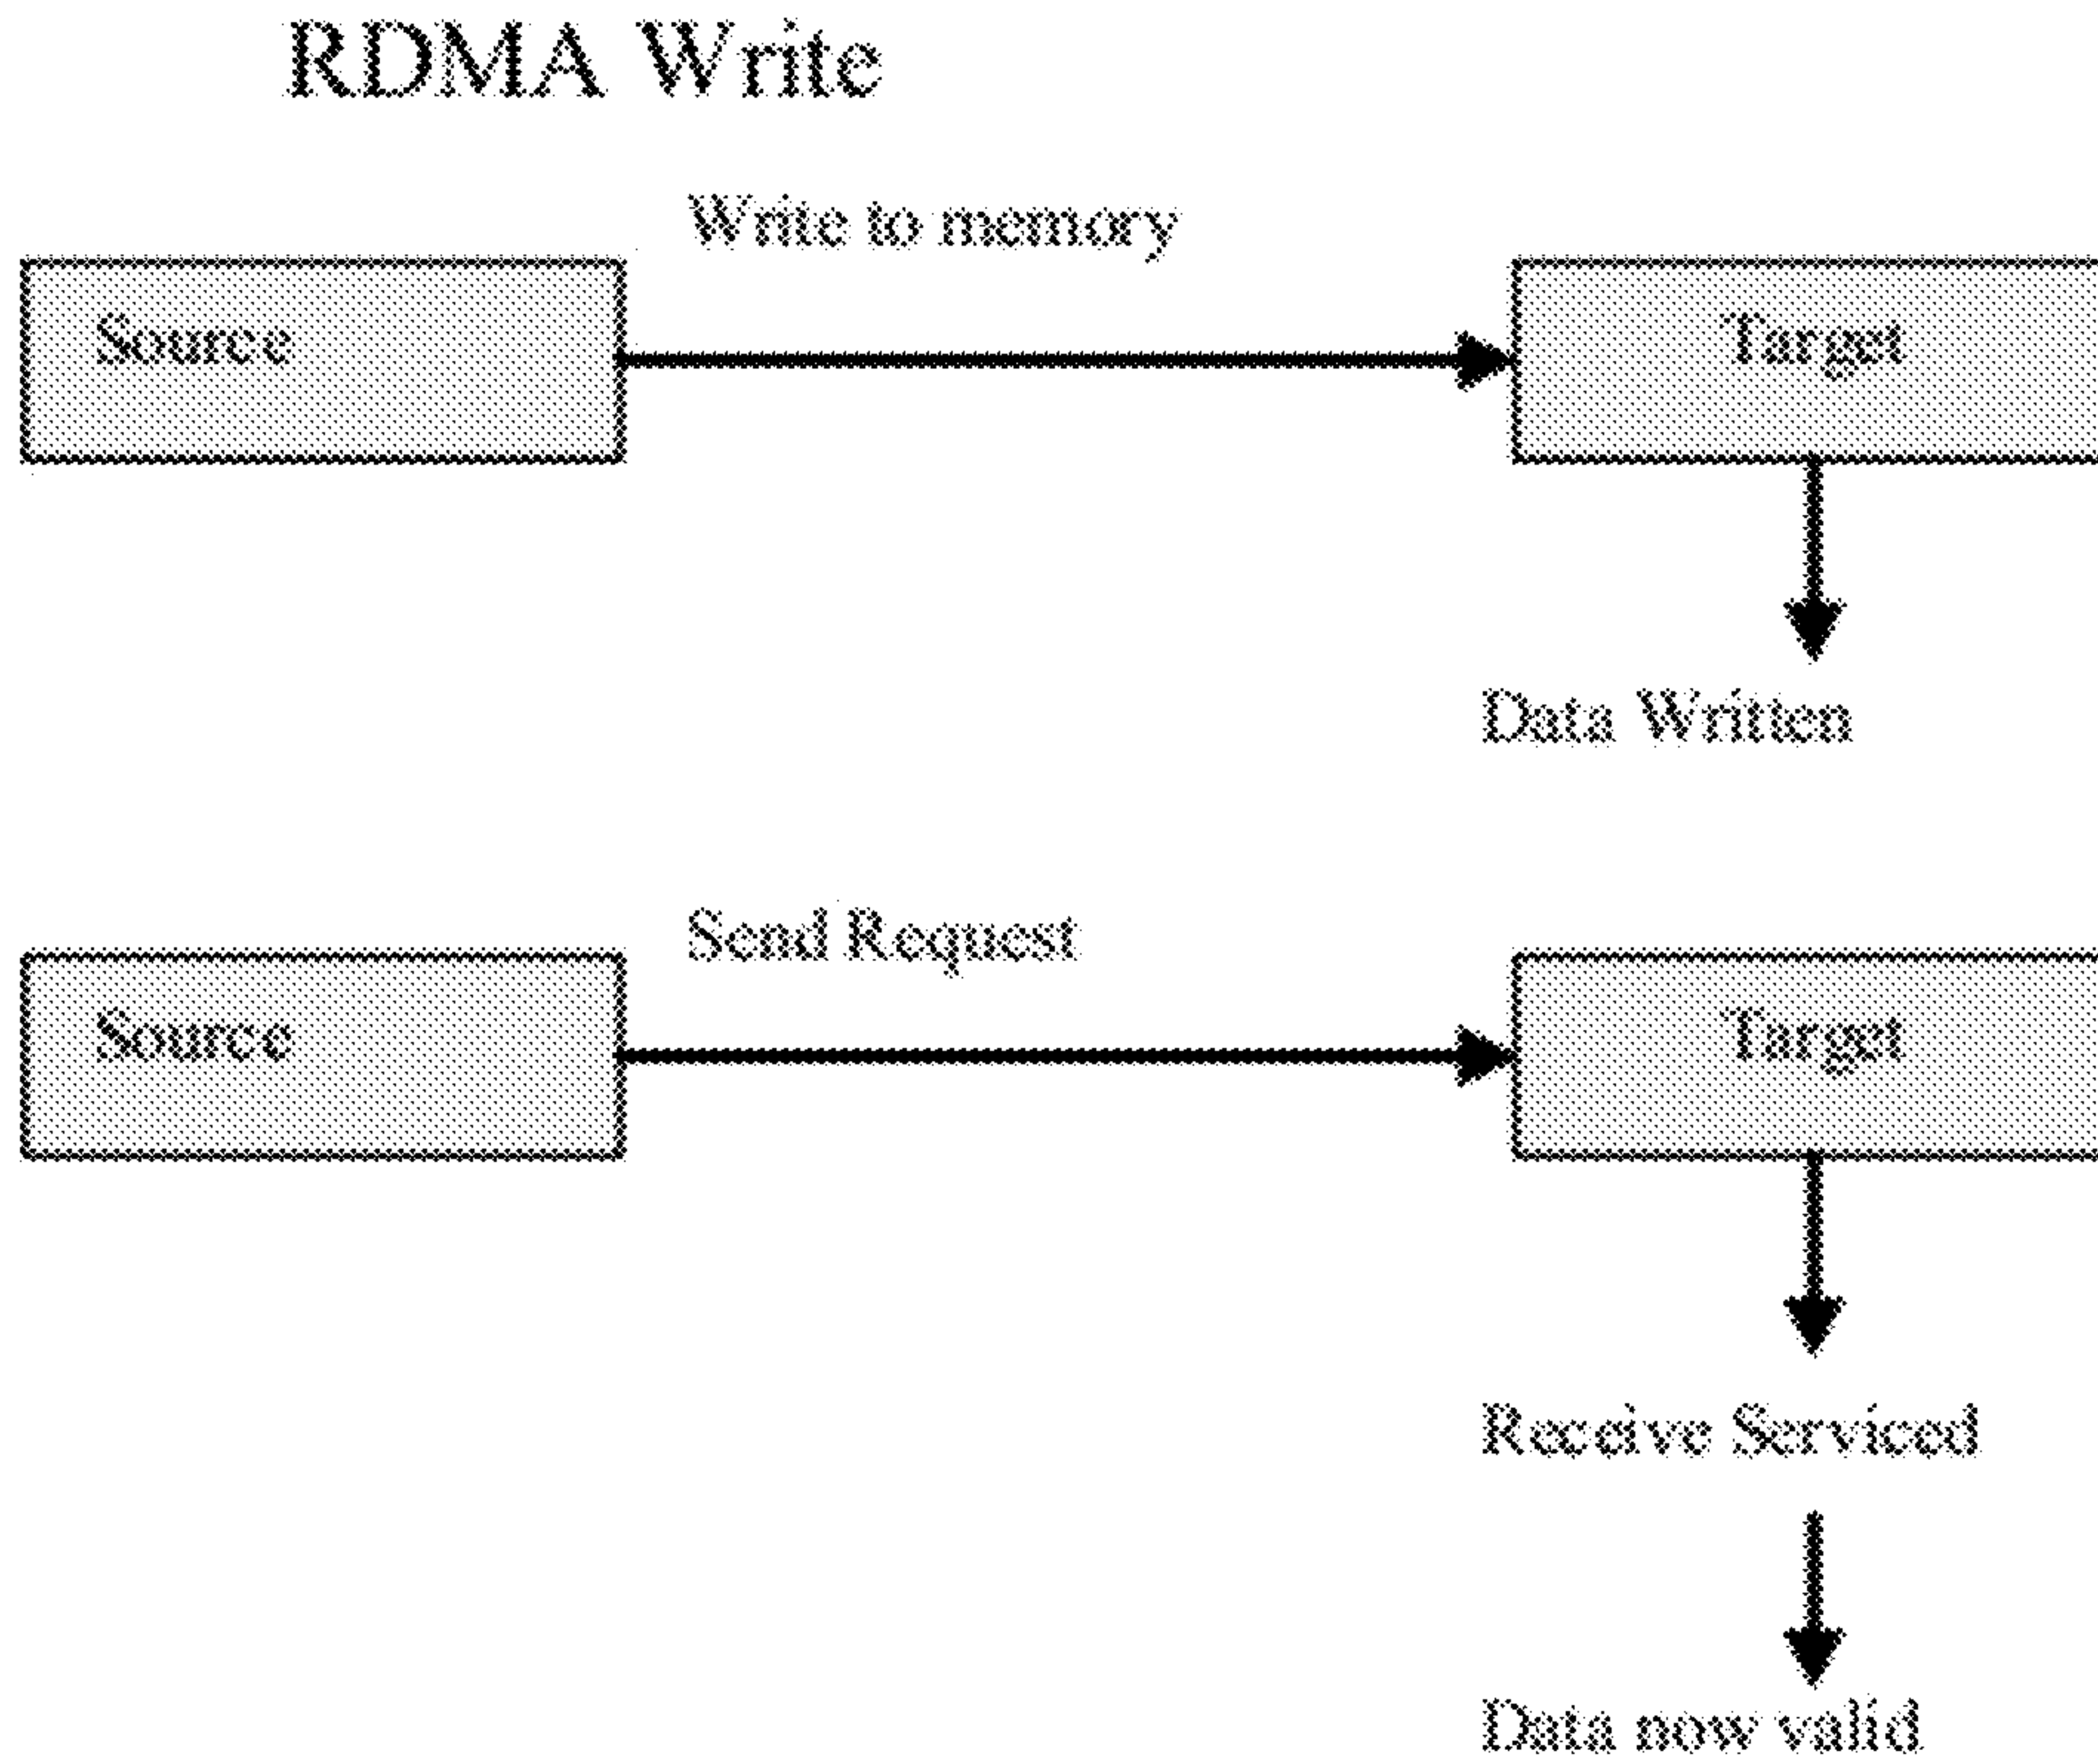 RDMA Write
Write to memory
Source
Target
Data Written
Send Request
Source
Target
Receive Serviced
Data now valid